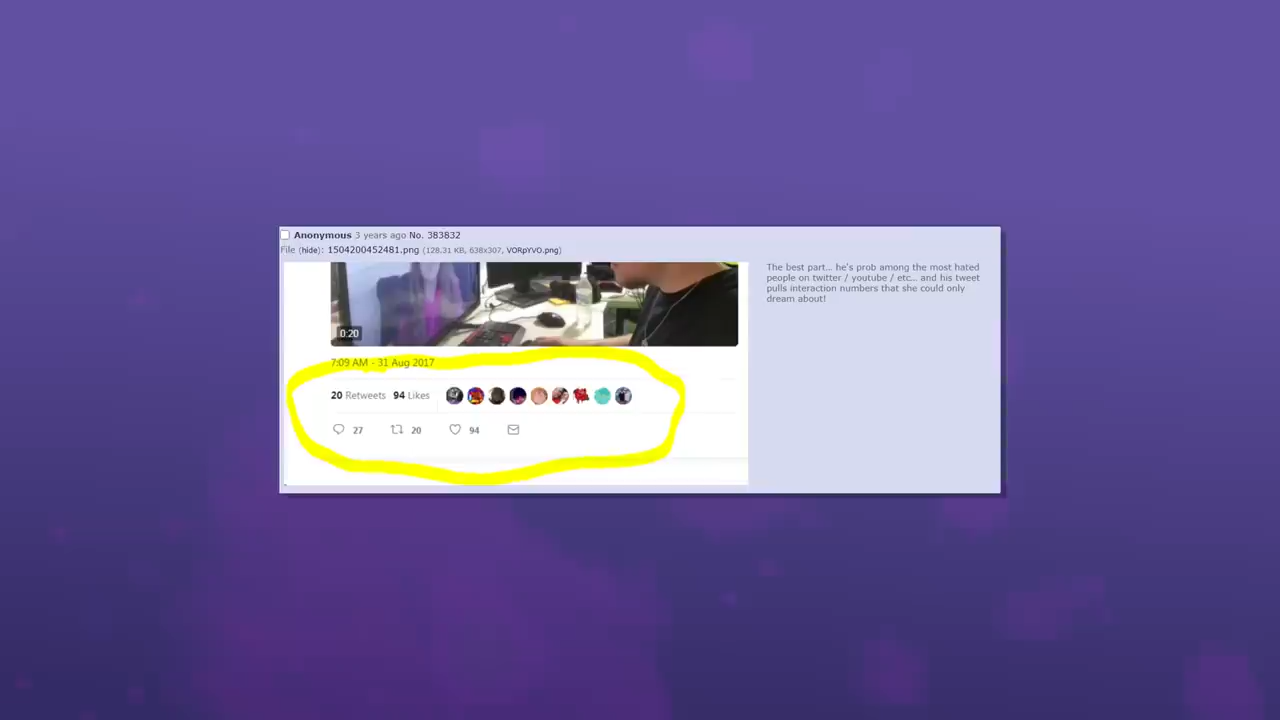 Anonymous 3 years ago No. 383832
File (hide): 1504200452481.png (128.31 KB, 638x307, VORpYVO.png)
The best part... he's prob among the most hated
people on twitter / youtube / etc... and his tweet
pulls interaction numbers that she could only
dream about!
0:20
7:09 AM - 31 Aug 2017
20 Retweets 94 Likes
27 20 94